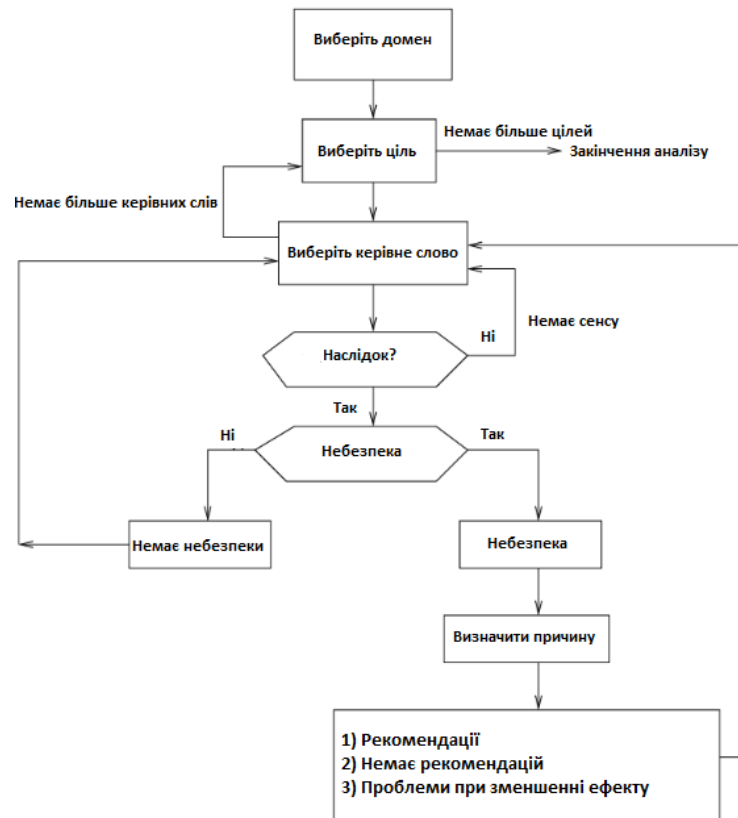 Виберіть домен
Немає більше цілей
Виберіть ціль
Закінчення аналізу
Немає більше керівних слів
Виберіть керівне слово
Немає сенсу
Ні
Наслідок?
Так
Ні
Так
Небезпека
Немає небезпеки
Небезпека
Визначити причину
1) Рекомендації
2) Немає рекомендацій
3) Проблеми при зменшенні ефекту